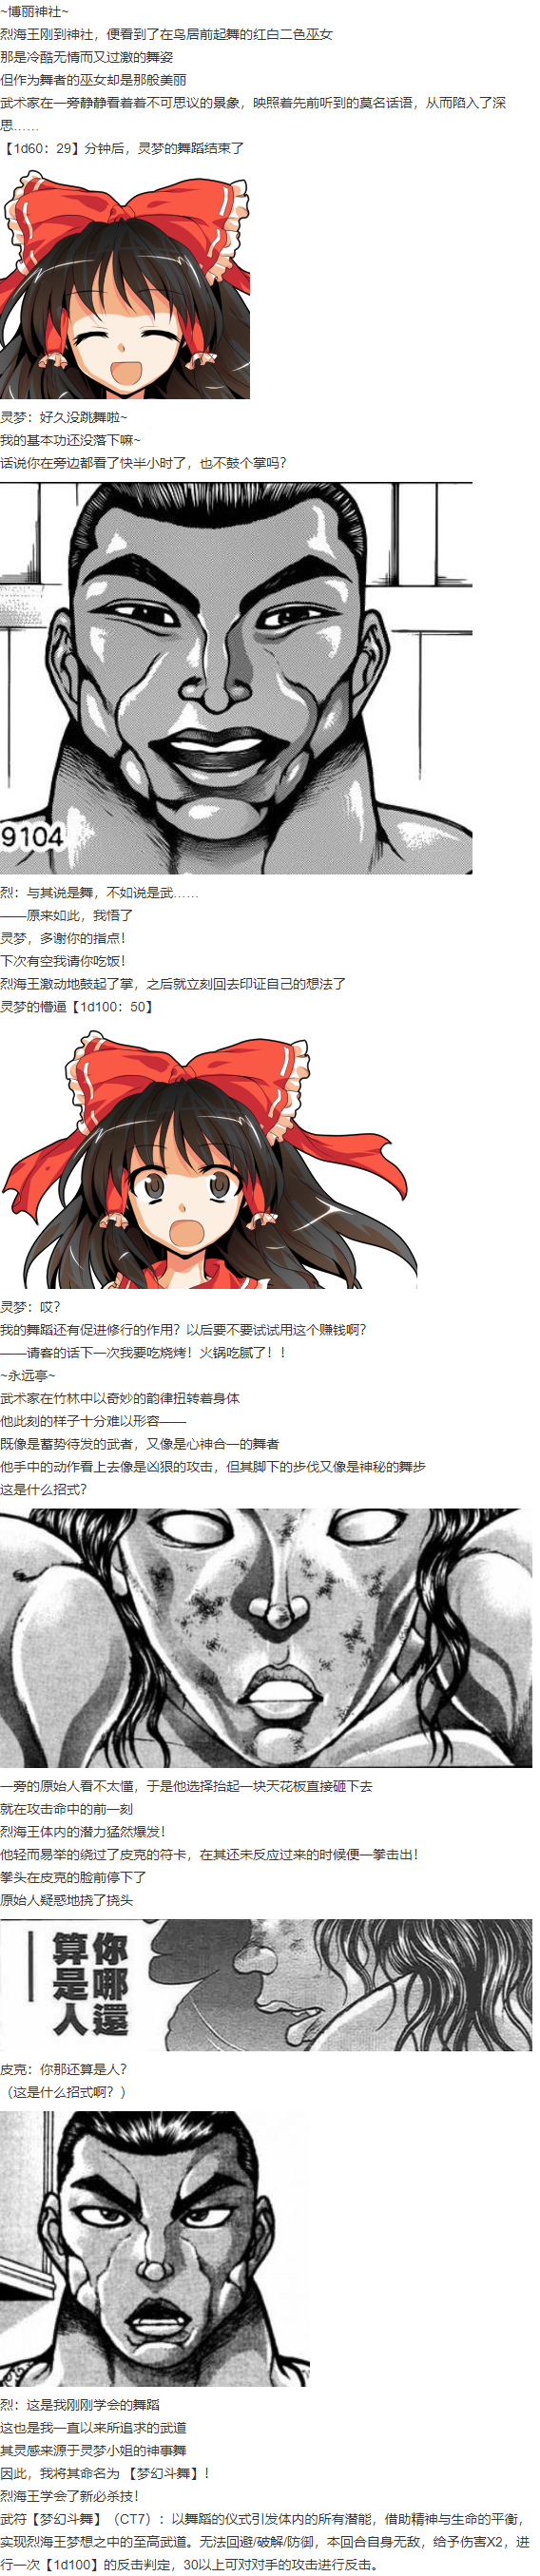 ~博丽神社~
烈海王刚到神社，便看到了在鸟居前起舞的红白二色巫女
那是冷酷无情而又过激的舞姿
但作为舞者的巫女却是那般美丽
武术家在一旁静静看着着不可思议的景象，映照着先前听到的莫名话语，从而陷入了深
思……
【1d60：29】分钟后，灵梦的舞蹈结束了
灵梦：好久没跳舞啦~
我的基本功还没落下嘛~
话说你在旁边都看了快半小时了，也不鼓个掌吗？
9104
烈：与其说是舞，不如说是武……
——原来如此，我悟了
灵梦，多谢你的指点！
下次有空我请你吃饭！
烈海王激动地鼓起了掌，之后就立刻回去印证自己的想法了
灵梦的懵逼【1d100：50】
灵梦：哎？
我的舞蹈还有促进修行的作用？以后要不要试试用这个赚钱啊？
——请客的话下一次我要吃烧烤！火锅吃腻了！！
~永远亭~
武术家在竹林中以奇妙的韵律扭转着身体
他此刻的样子十分难以形容——
既像是蓄势待发的武者，又像是心神合一的舞者
他手中的动作看上去像是凶狠的攻击，但其脚下的步伐又像是神秘的舞步
这是什么招式？
一旁的原始人看不太懂，于是他选择抬起一块天花板直接砸下去
就在攻击命中的前一刻
烈海王体内的潜力猛然爆发！
他轻而易举的绕过了皮克的符卡，在其还未反应过来的时候便一拳击出！
拳头在皮克的脸前停下了
原始人疑惑地挠了挠头
你哪還
算是人
——
皮克：你那还算是人？
（这是什么招式啊？）
烈：这是我刚刚学会的舞蹈
这也是我一直以来所追求的武道
其灵感来源于灵梦小姐的神事舞
因此，我将其命名为 【梦幻斗舞】！
烈海王学会了新必杀技！
武符【梦幻斗舞】（CT7）：以舞蹈的仪式引发体内的所有潜能，借助精神与生命的平衡，
实现烈海王梦想之中的至高武道。无法回避/破解/防御，本回合自身无敌，给予伤害X2，进
行一次【1d100】的反击判定，30以上可对对手的攻击进行反击。